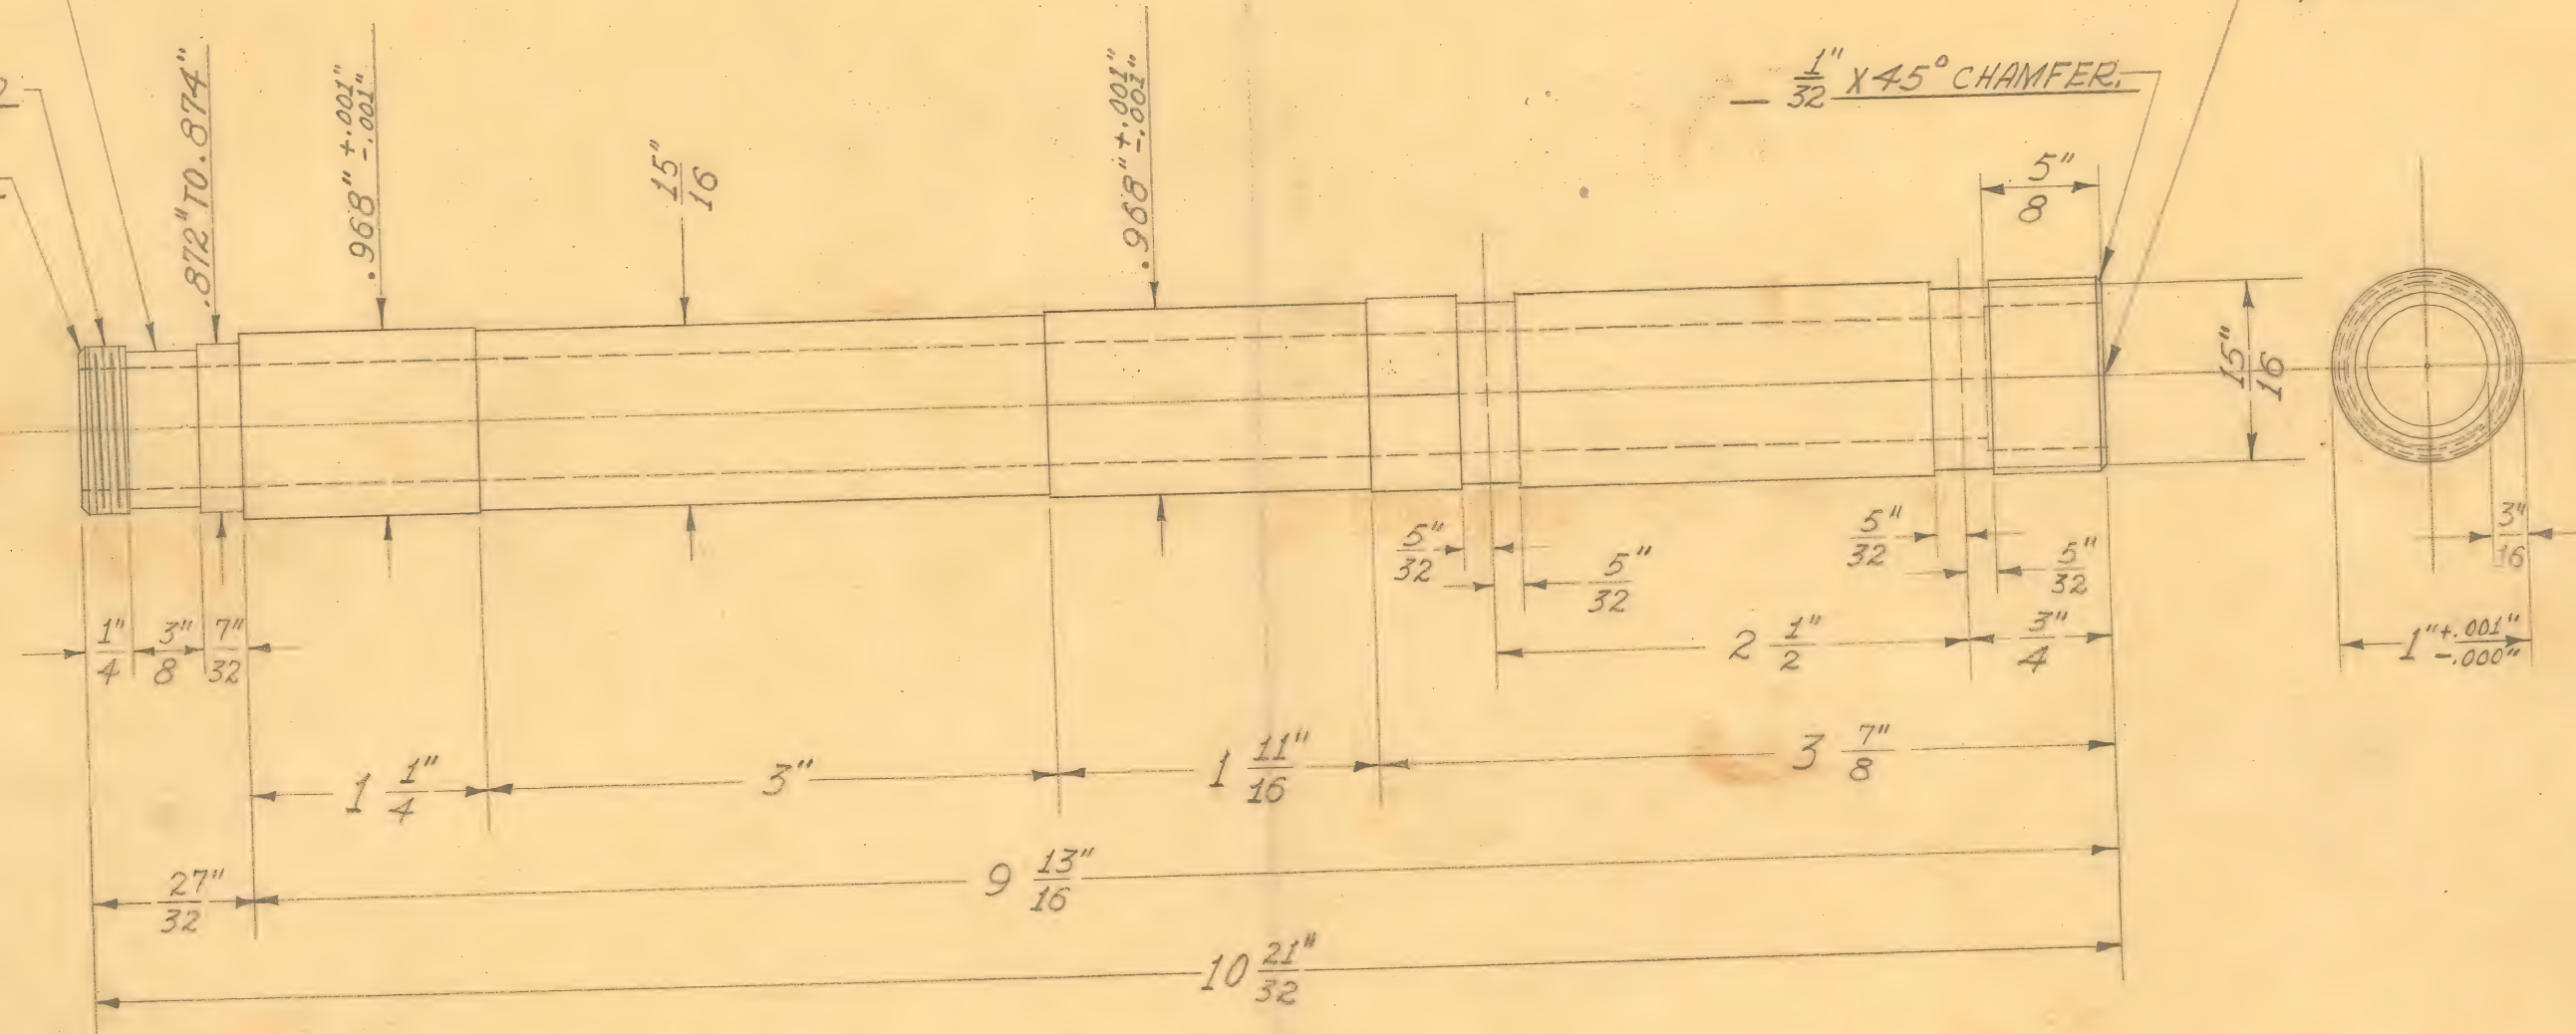 .872" TO .874"
.968" +.001" -.001"
15" 16
.968" +.001" -.001"
1" 32 X 45° CHAMFER.
5" 8
15" 16
5" 32
5" 32
5" 32
5" 32
3" 16
1" 4
3" 8
7" 32
2 1" 2
3" 4
1" +.001" -.000"
1 1" 4
3"
1 11" 16
3 7" 8
27" 32
9 13" 16
10 21" 32